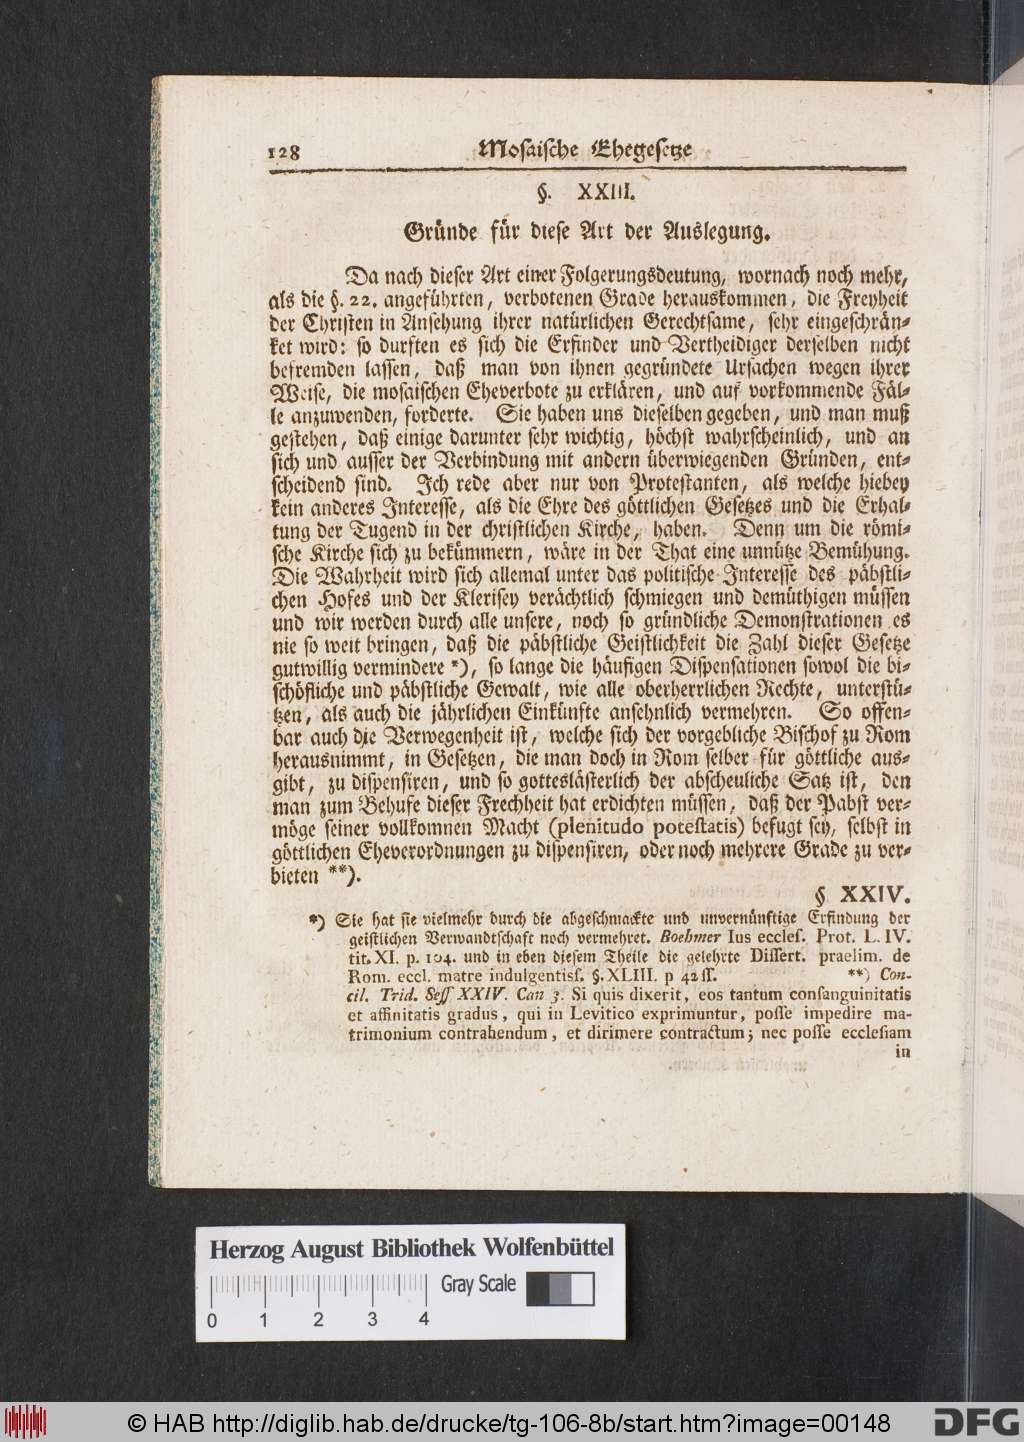 128 Mosaische Ehegesetze
§. XXIII.
Gründe für diese Art der Auslegung.
Da nach dieser Art einer Folgerungsdeutung, wornach noch mehr,
als die §. 22. angeführten, verbotenen Grade herauskommen, die Freyheit
der Christen in Ansehung ihrer natürlichen Gerechtsame, sehr eingeschrän-
ket wird: so durften es sich die Erfinder und Vertheidiger derselben nicht
befremden lassen, daß man von ihnen gegründete Ursachen wegen ihrer
Weise, die mosaischen Eheverbote zu erklären, und auf vorkommende Fäl-
le anzuwenden, forderte. Sie haben uns dieselben gegeben, und man muß
gestehen, daß einige darunter sehr wichtig, höchst wahrscheinlich, und an
sich und ausser der Verbindung mit andern überwiegenden Gründen, ent-
scheidend sind. Ich rede aber nur von Protestanten, als welche hiebey
kein anderes Interesse, als die Ehre des göttlichen Gesetzes und die Erhal-
tung der Tugend in der christlichen Kirche, haben. Denn um die römi-
sche Kirche sich zu bekümmern, wäre in der That eine unnütze Bemühung.
Die Wahrheit wird sich allemal unter das politische Interesse des päbstli-
chen Hofes und der Klerisey verächtlich schmiegen und demüthigen müssen
und wir werden durch alle unsere, noch so gründliche Demonstrationen es
nie so weit bringen, daß die päbstliche Geistlichkeit die Zahl dieser Gesetze
gutwillig vermindere *), so lange die häufigen Dispensationen sowol die bi-
schöfliche und päbstliche Gewalt, wie alle oberherrlichen Rechte, unterstü-
tzen, als auch die jährlichen Einkünfte ansehnlich vermehren. So offen-
bar auch die Verwegenheit ist, welche sich der vorgebliche Bischof zu Rom
herausnimmt, in Gesetzen, die man doch in Rom selber für göttliche aus-
gibt, zu dispensiren, und so gotteslästerlich der abscheuliche Satz ist, den
man zum Behufe dieser Frechheit hat erdichten müssen, daß der Pabst ver-
möge seiner vollkomnen Macht (plenitudo potestatis) befugt sey, selbst in
göttlichen Eheverordnungen zu dispensiren, oder noch mehrere Grade zu ver-
bieten **).
§ XXIV.
*) Sie hat sie vielmehr durch die abgeschmackte und unvernünftige Erfindung der
geistlichen Verwandtschaft noch vermehret. Boehmer Ius eccles. Prot. L. IV.
tit. XI. p. 104. und in eben diesem Theile die gelehrte Dissert. praelim. de
Rom. eccl. matre indulgentiss. §. XLIII. p 42 ss. **) Con-
cil. Trid. Sess XXIV. Can 3. Si quis dixerit, eos tantum consanguinitatis
et affinitatis gradus, qui in Levitico exprimuntur, posse impedire ma-
trimonium contrahendum, et dirimere contractum; nec posse ecclesiam
in
Herzog August Bibliothek Wolfenbüttel
Gray Scale
0 1 2 3 4
© HAB http://diglib.hab.de/drucke/tg-106-8b/start.htm?image=00148
DFG